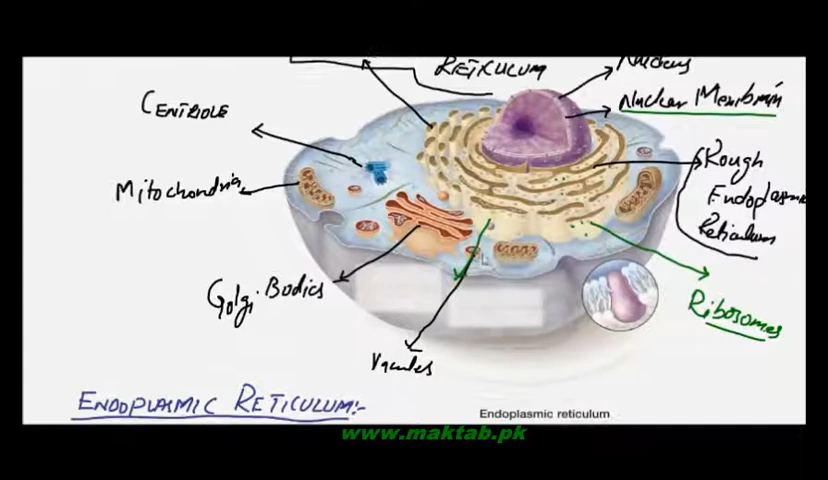 RETICULUM
Nucleus
Nuclear Membran
CENTRIOLE
Rough
Endoplasmic
Reticulum
Mitochondria
Golgi Bodies
Ribosomes
Vacuoles
ENDOPLASMIC RETICULUM:-
Endoplasmic reticulum
www.maktab.pk